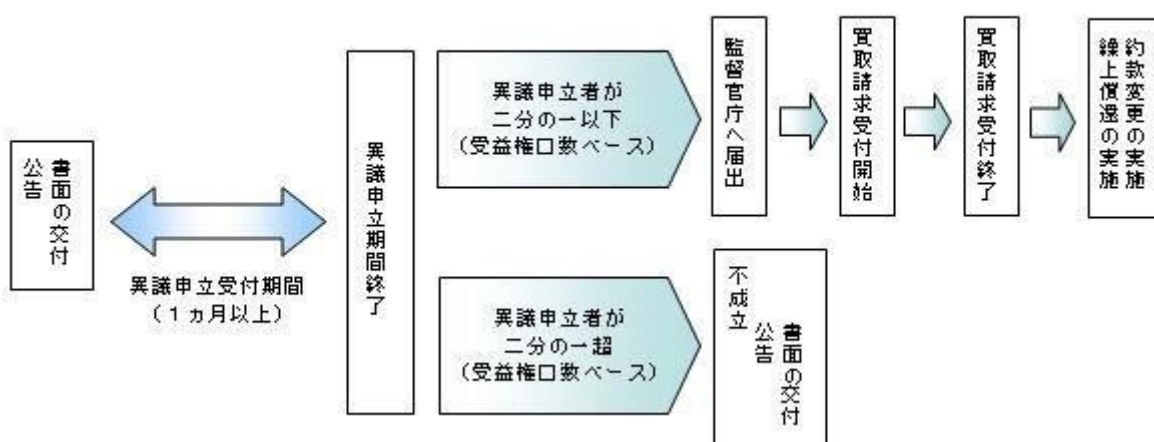 書面の交付
公告
異議申立受付期間
(1ヵ月以上)
異議申立期間終了
異議申立者が
二分の一以下
(受益権口数ベース)
監督官庁へ届出
買取請求受付開始
買取請求受付終了
約款変更の実施
繰上償還の実施
異議申立者が
二分の一超
(受益権口数ベース)
不成立
書面の交付
公告